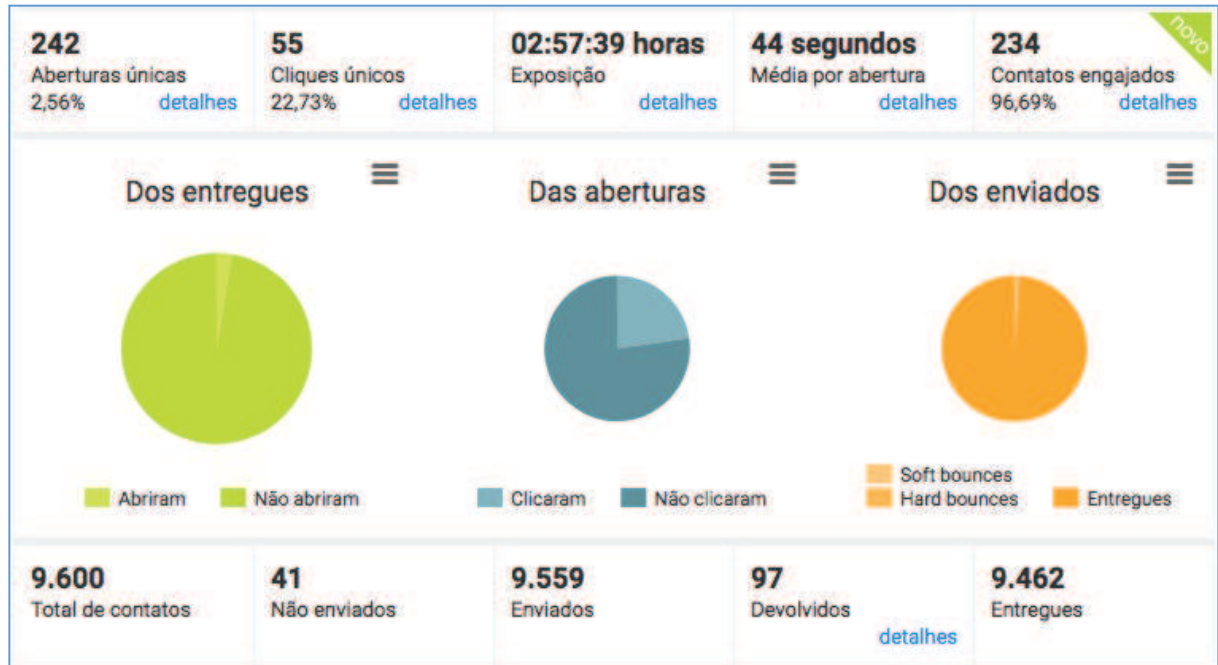 242
Aberturas únicas
2,56% detalhes
55
Cliques únicos
22,73% detalhes
02:57:39 horas
Exposição
detalhes
44 segundos
Média por abertura
detalhes
novo
234
Contatos engajados
96,69% detalhes
Dos entregues
Abriram Não abriram
Das aberturas
Clicaram Não clicaram
Dos enviados
Soft bounces
Hard bounces Entregues
9.600
Total de contatos
41
Não enviados
9.559
Enviados
97
Devolvidos
detalhes
9.462
Entregues